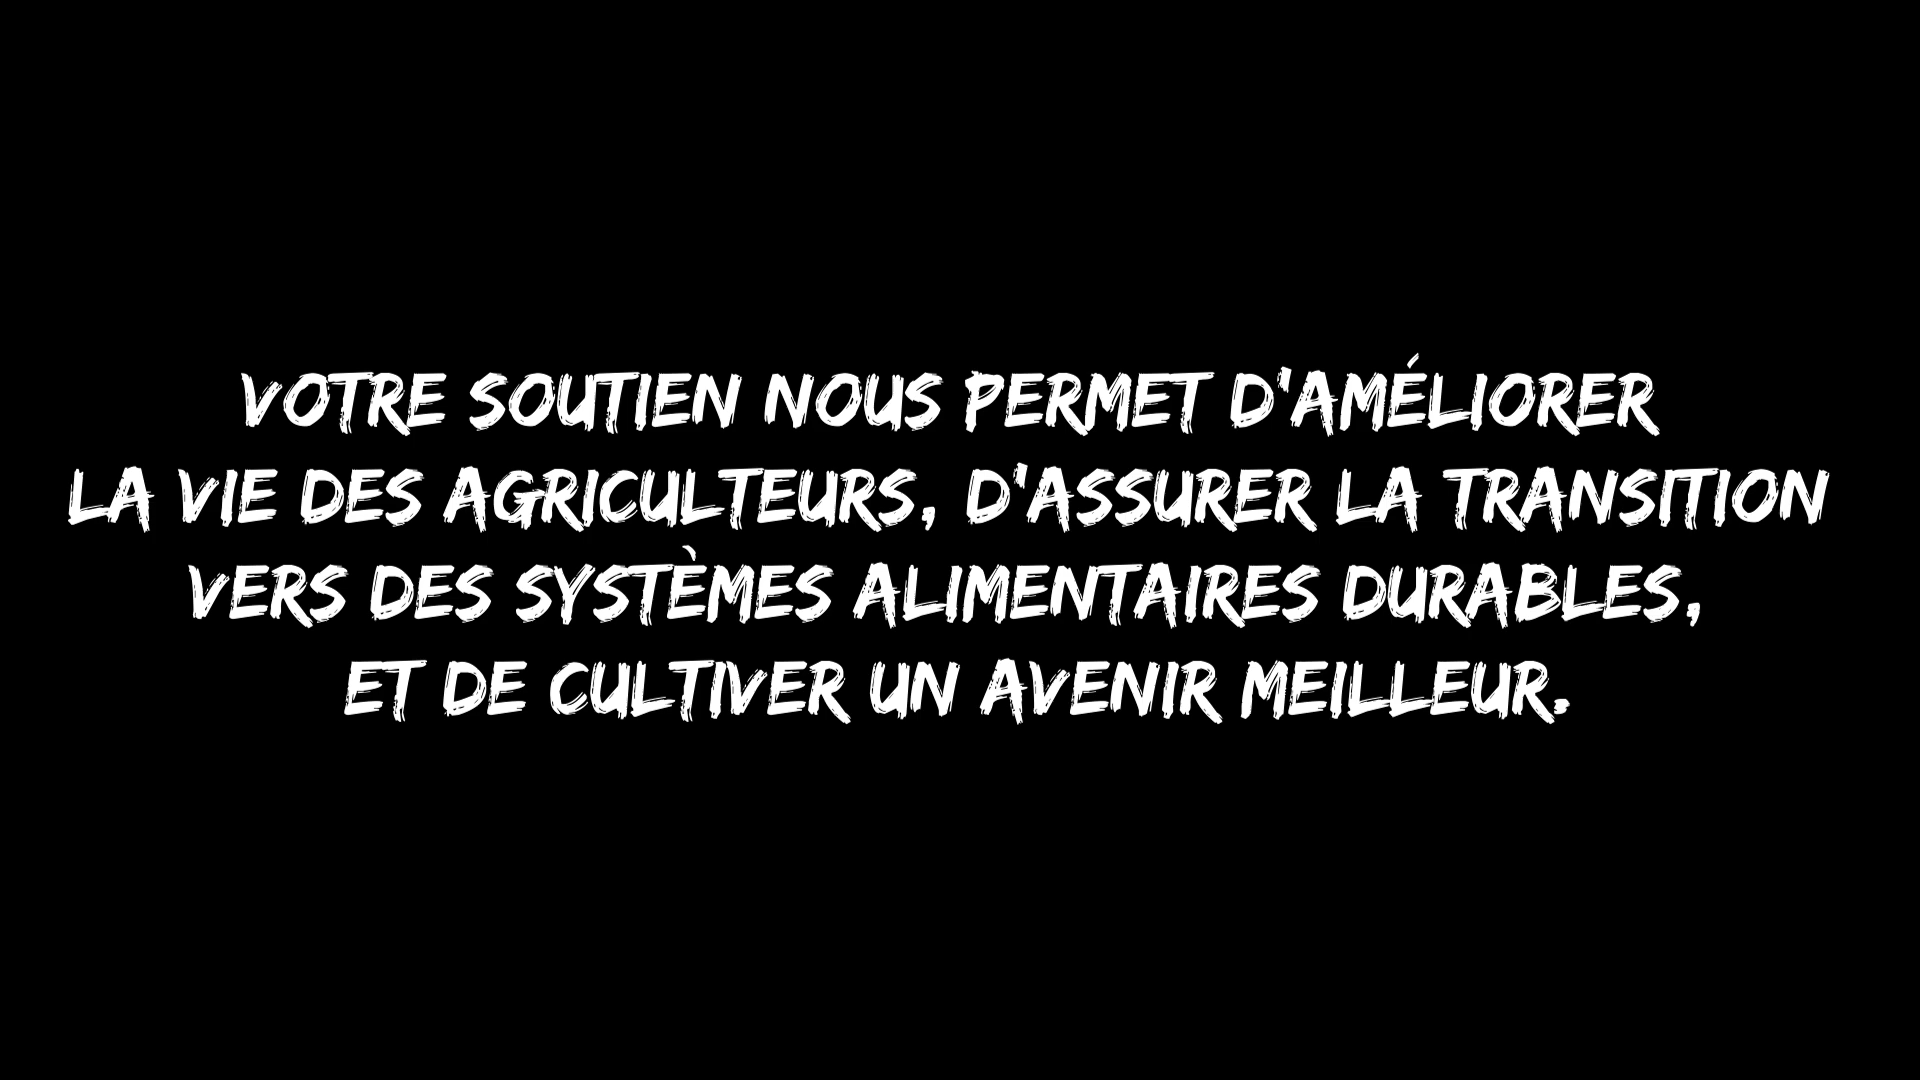 VOTRE SOUTIEN NOUS PERMET D'AMÉLIORER
LA VIE DES AGRICULTEURS, D'ASSURER LA TRANSITION
VERS DES SYSTÈMES ALIMENTAIRES DURABLES,
ET DE CULTIVER UN AVENIR MEILLEUR.